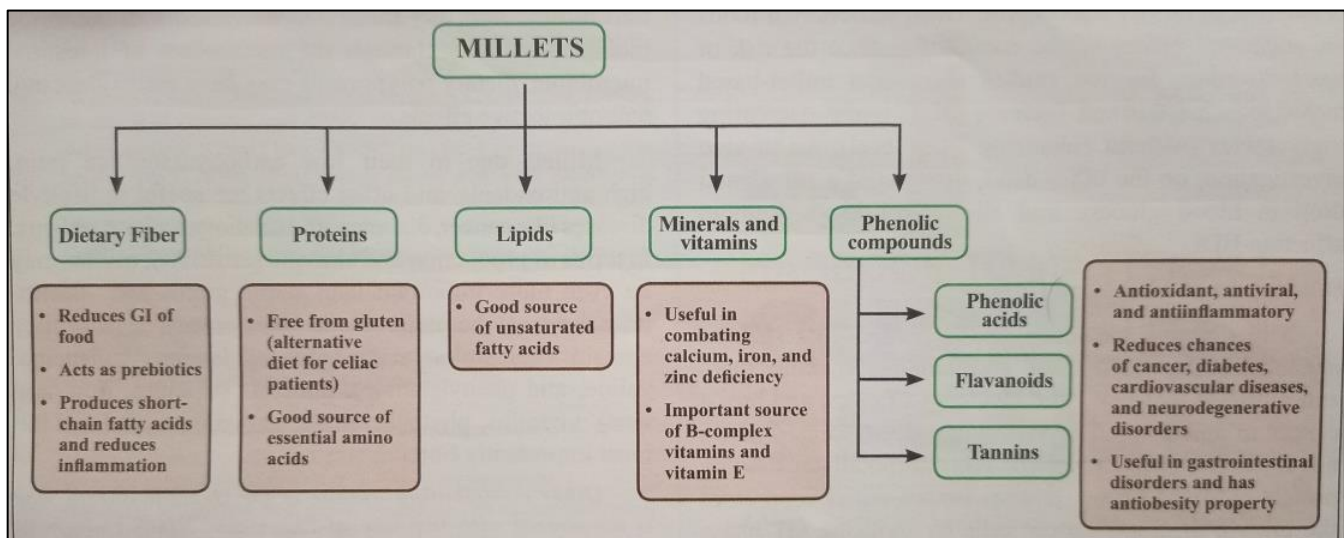 MILLETS
Dietary Fiber
Proteins
Lipids
Minerals and
vitamins
Phenolic
compounds
• Reduces GI of
food
• Acts as prebiotics
• Produces short-
chain fatty acids
and reduces
inflammation
• Free from gluten
(alternative
diet for celiac
patients)
• Good source of
essential amino
acids
• Good source
of unsaturated
fatty acids
• Useful in
combating
calcium, iron, and
zinc deficiency
• Important source
of B-complex
vitamins and
vitamin E
Phenolic
acids
Flavanoids
Tannins
• Antioxidant, antiviral,
and antiinflammatory
• Reduces chances
of cancer, diabetes,
cardiovascular diseases,
and neurodegenerative
disorders
• Useful in gastrointestinal
disorders and has
antiobesity property